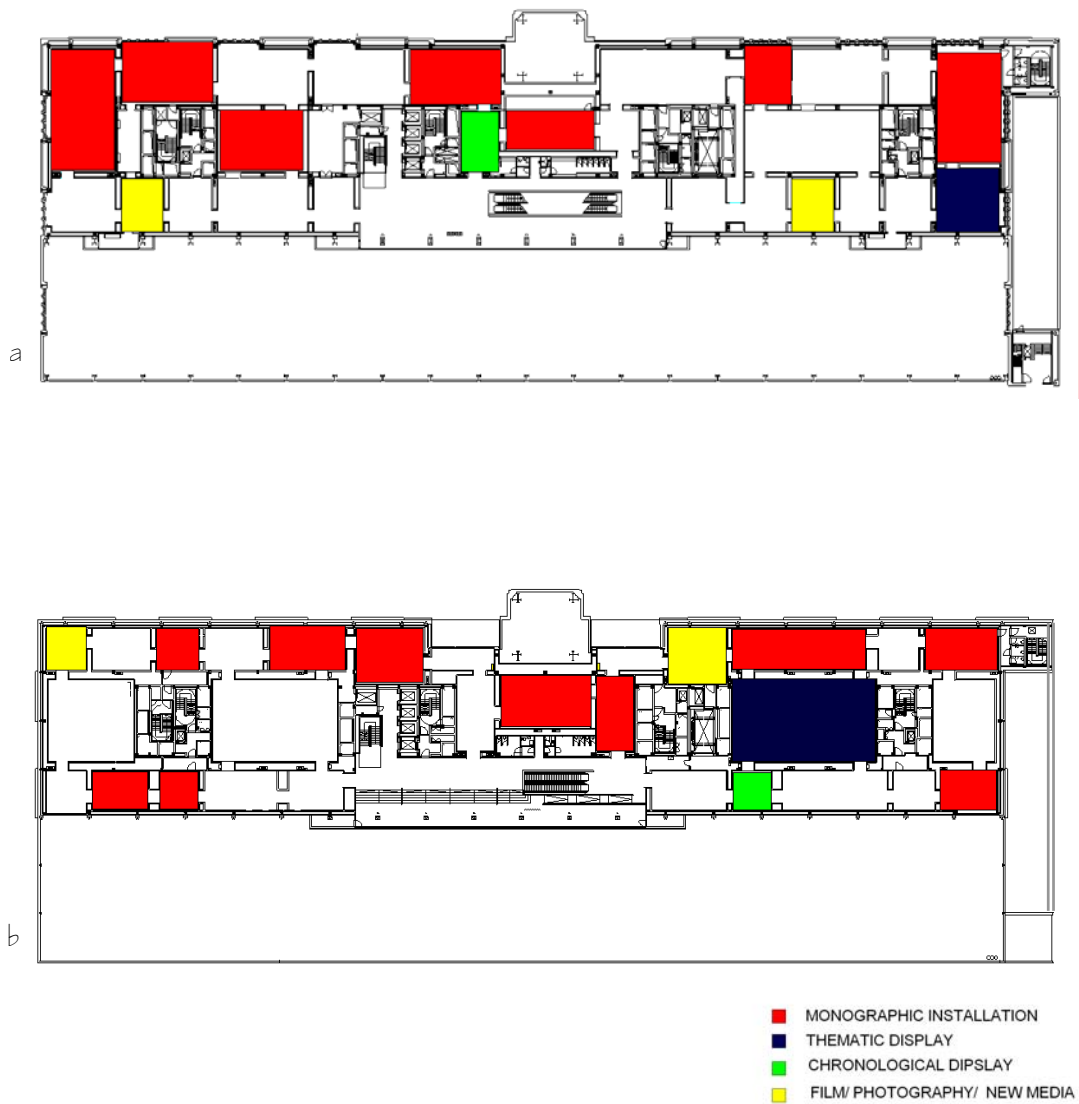 a
b
MONOGRAPHIC INSTALLATION
THEMATIC DISPLAY
CHRONOLOGICAL DIPSLAY
FILM/ PHOTOGRAPHY/ NEW MEDIA